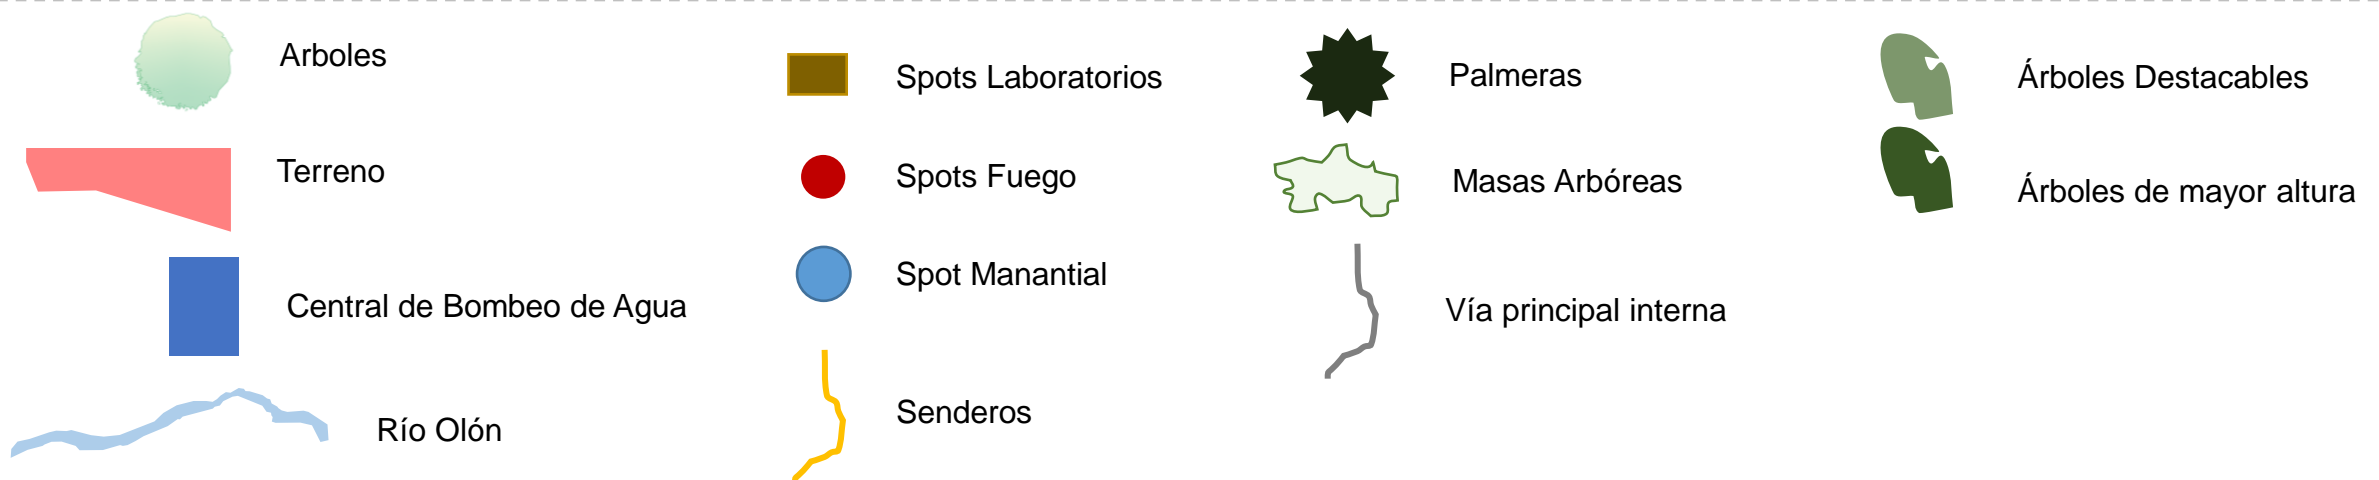 Arboles
Terreno
Central de Bombeo de Agua
Río Olón
Spots Laboratorios
Spots Fuego
Spot Manantial
Senderos
Palmeras
Masas Arbóreas
Vía principal interna
Árboles Destacables
Árboles de mayor altura